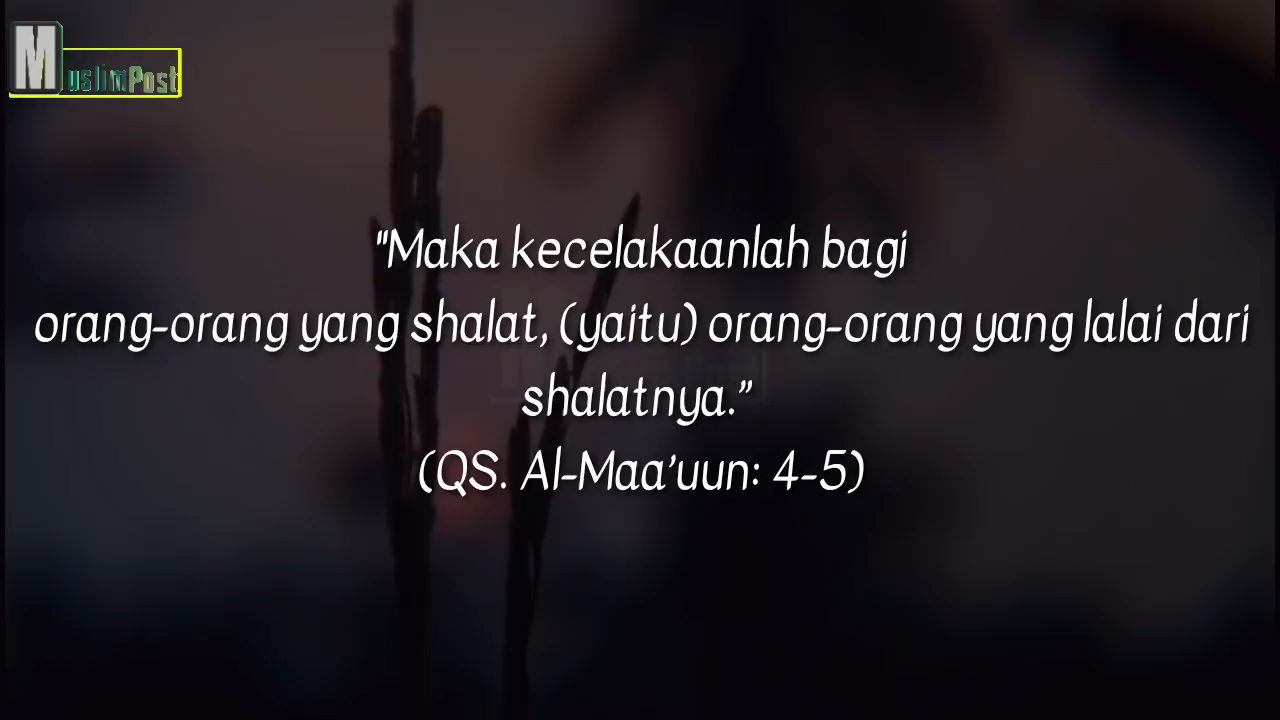 MuslimPost
"Maka kecelakaanlah bagi
orang-orang yang shalat, (yaitu) orang-orang yang lalai dari
shalatnya.”
(QS. Al-Maa’uun: 4-5)